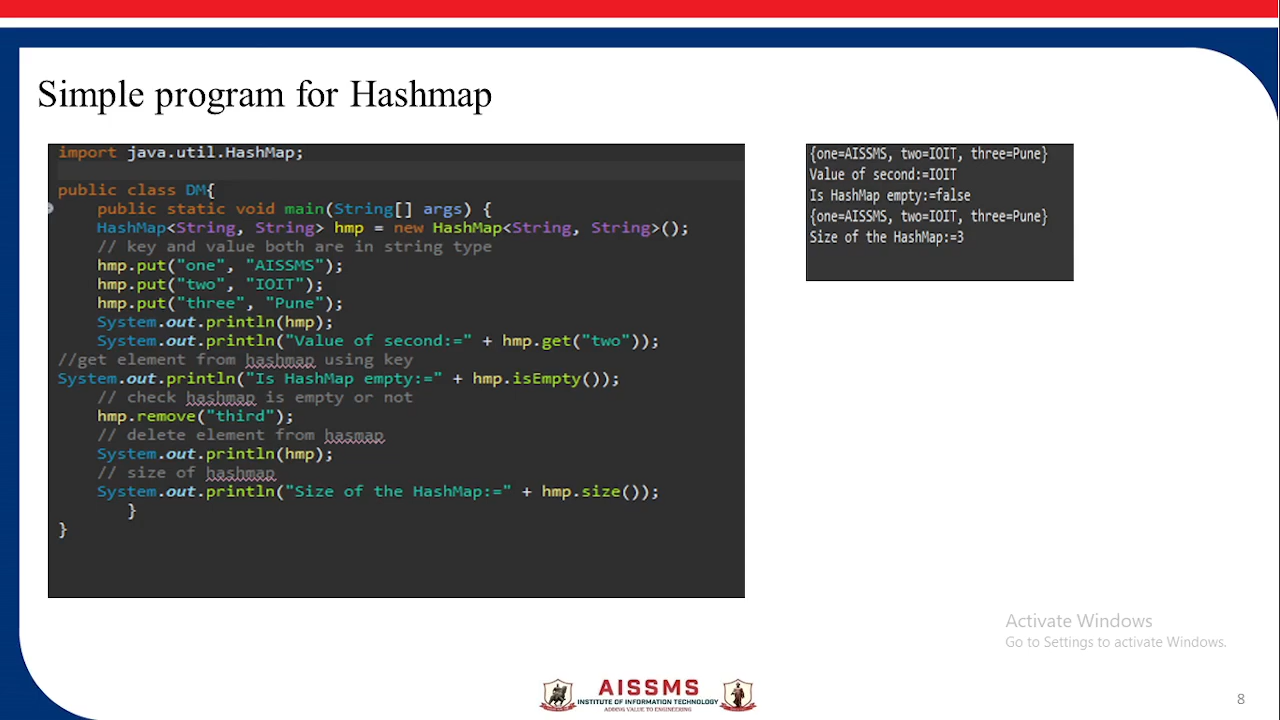 Simple program for Hashmap
import java.util.HashMap;
public class DM{
public static void main(String[] args) {
HashMap<String, String> hmp = new HashMap<String, String>();
// key and value both are in string type
hmp.put("one", "AISSMS");
hmp.put("two", "IOIT");
hmp.put("three", "Pune");
System.out.println(hmp);
System.out.println("Value of second:=" + hmp.get("two"));
//get element from hashmap using key
System.out.println("Is HashMap empty:=" + hmp.isEmpty());
// check hashmap is empty or not
hmp.remove("third");
// delete element from hasmap
System.out.println(hmp);
// size of hashmap
System.out.println("Size of the HashMap:=" + hmp.size());
}
}
{one=AISSMS, two=IOIT, three=Pune}
Value of second:=IOIT
Is HashMap empty:=false
{one=AISSMS, two=IOIT, three=Pune}
Size of the HashMap:=3
Activate Windows
Go to Settings to activate Windows.
AISSMS
INSTITUTE OF INFORMATION TECHNOLOGY
ADDING VALUE TO ENGINEERING
8